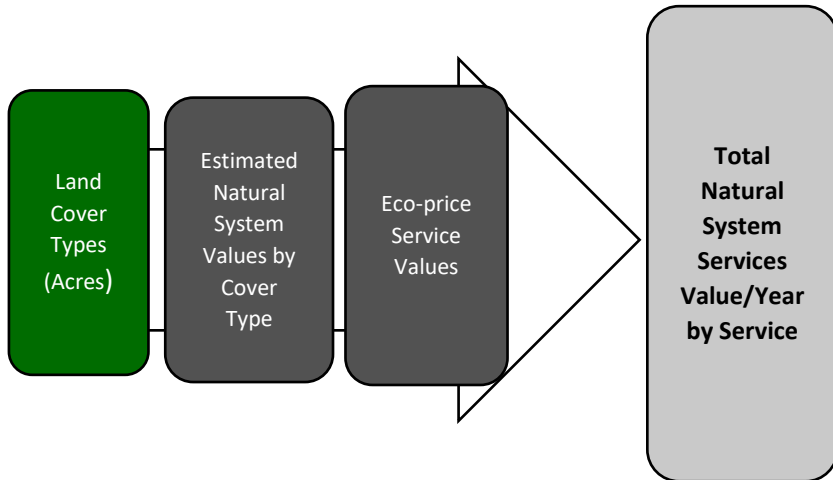 Land
Cover
Types
(Acres)
Estimated
Natural
System
Values by
Cover
Type
Eco-price
Service
Values
Total
Natural
System
Services
Value/Year
by Service